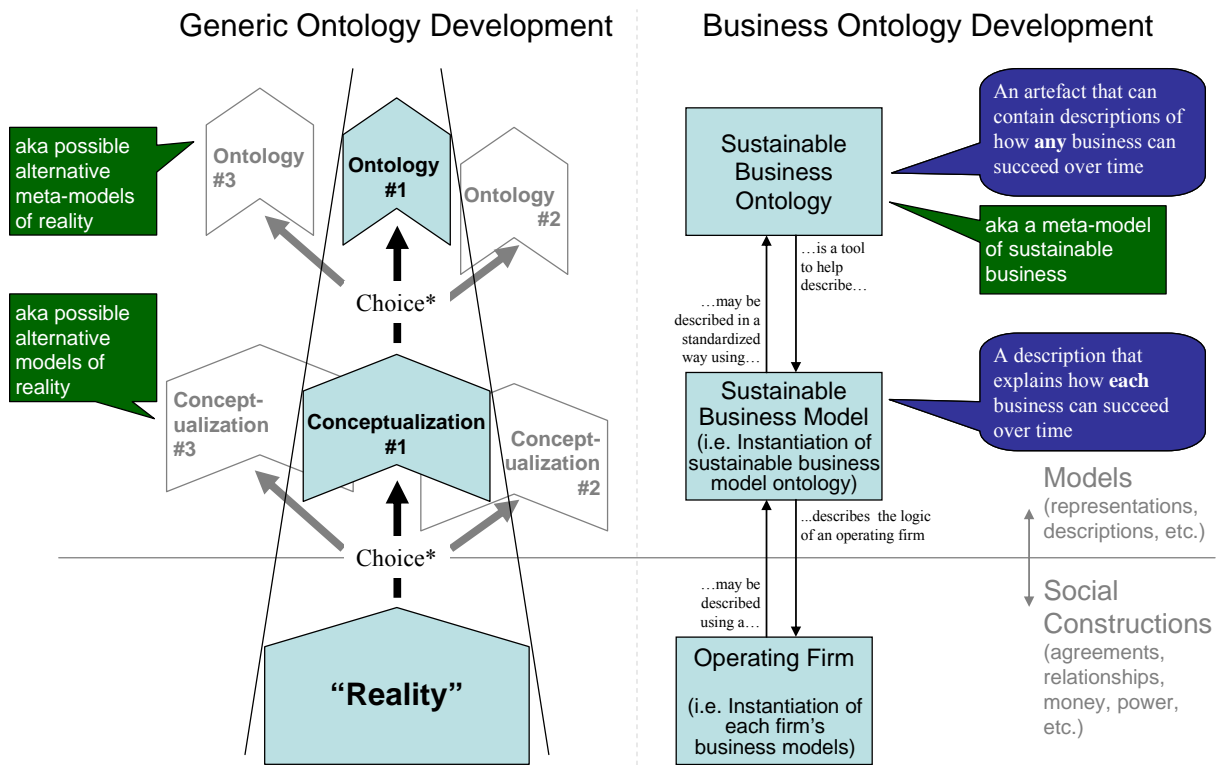 Generic Ontology Development
Business Ontology Development
aka possible
alternative
meta-models
of reality
Ontology
#3
Ontology
#1
Ontology
#2
Choice*
aka possible
alternative
models of
reality
Concept-
ualization
#3
Conceptualization
#1
Concept-
ualization
#2
Choice*
“Reality”
Sustainable
Business
Ontology
An artefact that can
contain descriptions of
how any business can
succeed over time
aka a meta-model
of sustainable
business
…is a tool
to help
describe…
…may be
described in a
standardized
way using…
Sustainable
Business Model
(i.e. Instantiation of
sustainable business
model ontology)
A description that
explains how each
business can succeed
over time
...describes the logic
of an operating firm
…may be
described
using a…
Operating Firm
(i.e. Instantiation of
each firm’s
business models)
Models
(representations,
descriptions, etc.)
Social
Constructions
(agreements,
relationships,
money, power,
etc.)